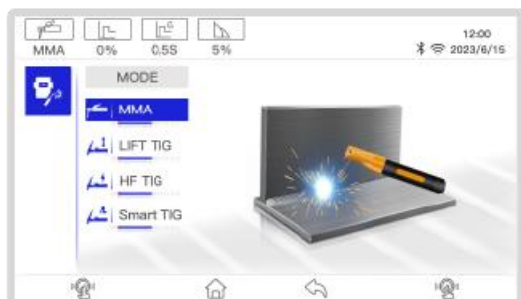 MMA 0% 0.5S 5%
12:00
2023/6/15
MODE
MMA
LIFT TIG
HF TIG
Smart TIG